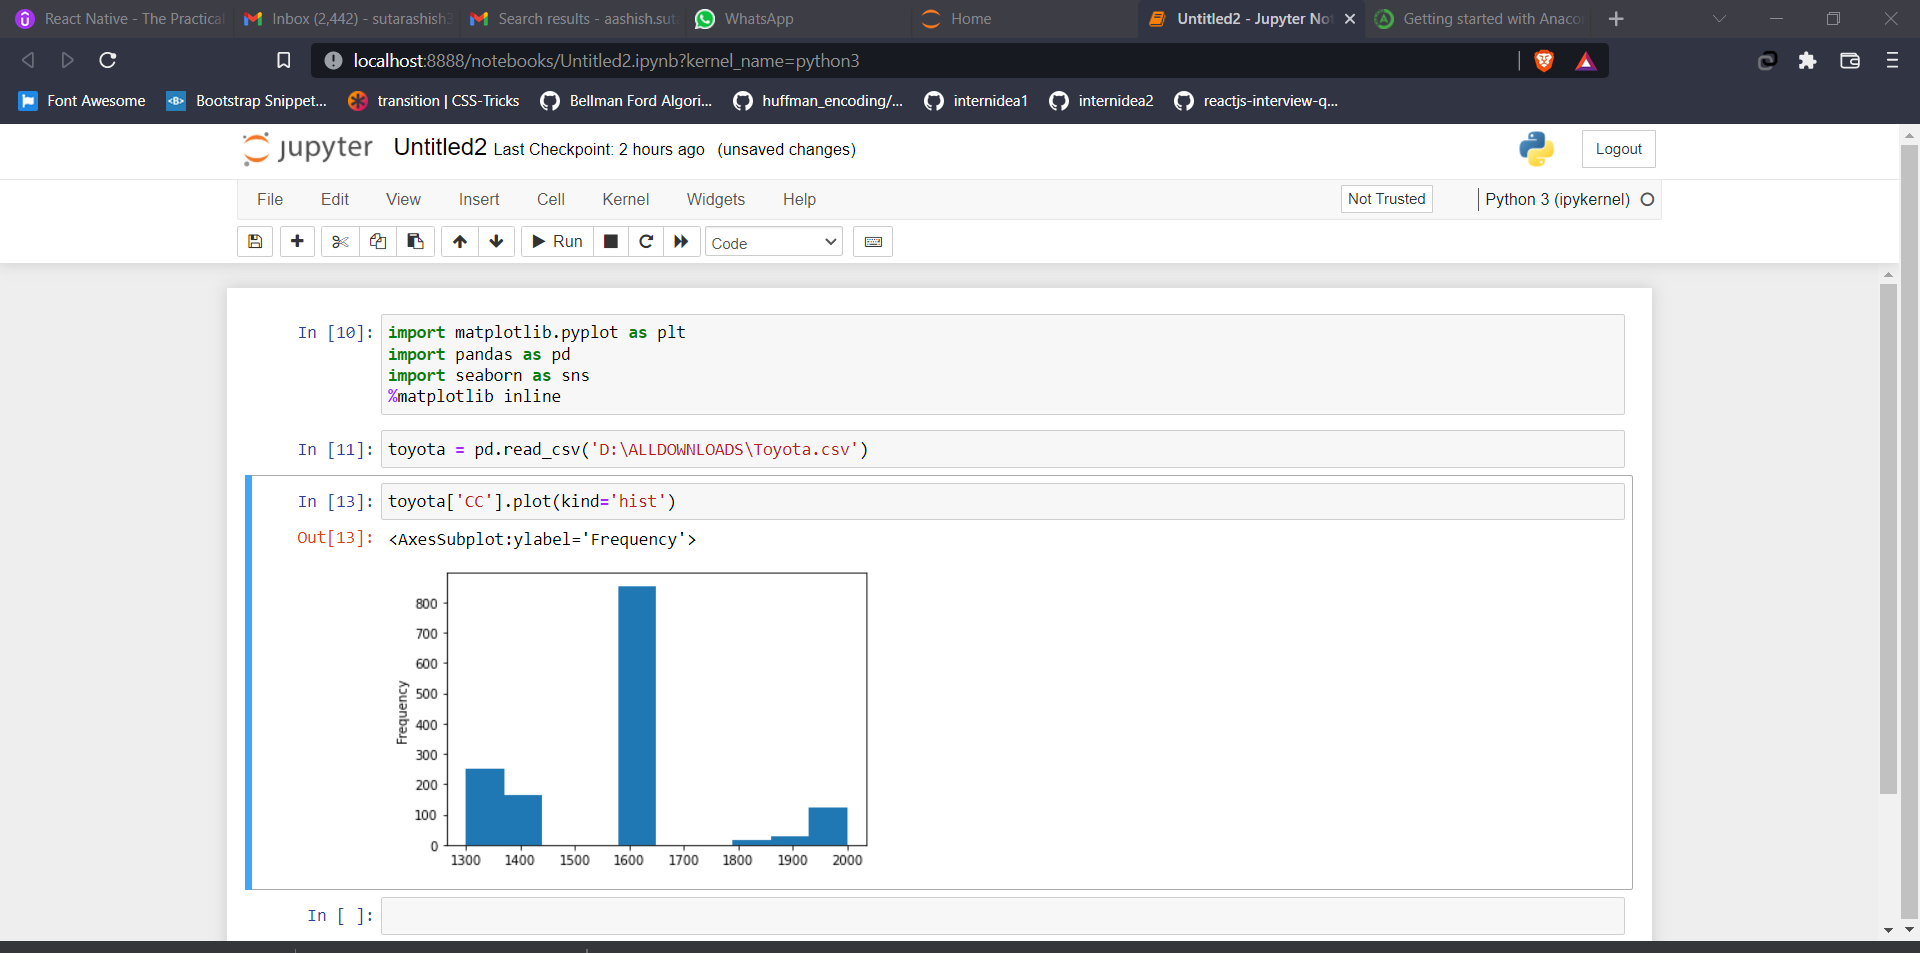 React Native - The Practical
Inbox (2,442) - sutarashish3
Search results - aashish.suta
WhatsApp
Home
Untitled2 - Jupyter Not
Getting started with Anacon
localhost:8888/notebooks/Untitled2.ipynb?kernel_name=python3
Font Awesome
<B>
Bootstrap Snippet...
transition | CSS-Tricks
Bellman Ford Algori...
huffman_encoding/...
internidea1
internidea2
reactjs-interview-q...
jupyter
Untitled2 Last Checkpoint: 2 hours ago (unsaved changes)
Logout
File Edit View Insert Cell Kernel Widgets Help
Not Trusted
Python 3 (ipykernel)
Run
Code
In [10]:
import matplotlib.pyplot as plt
import pandas as pd
import seaborn as sns
%matplotlib inline
In [11]: toyota = pd.read_csv('D:\ALLDOWNLOADS\Toyota.csv')
In [13]: toyota['CC'].plot(kind='hist')
Out[13]: <AxesSubplot:ylabel='Frequency'>
800
700
600
500
400
300
200
100
0
Frequency
1300 1400 1500 1600 1700 1800 1900 2000
In [ ]: